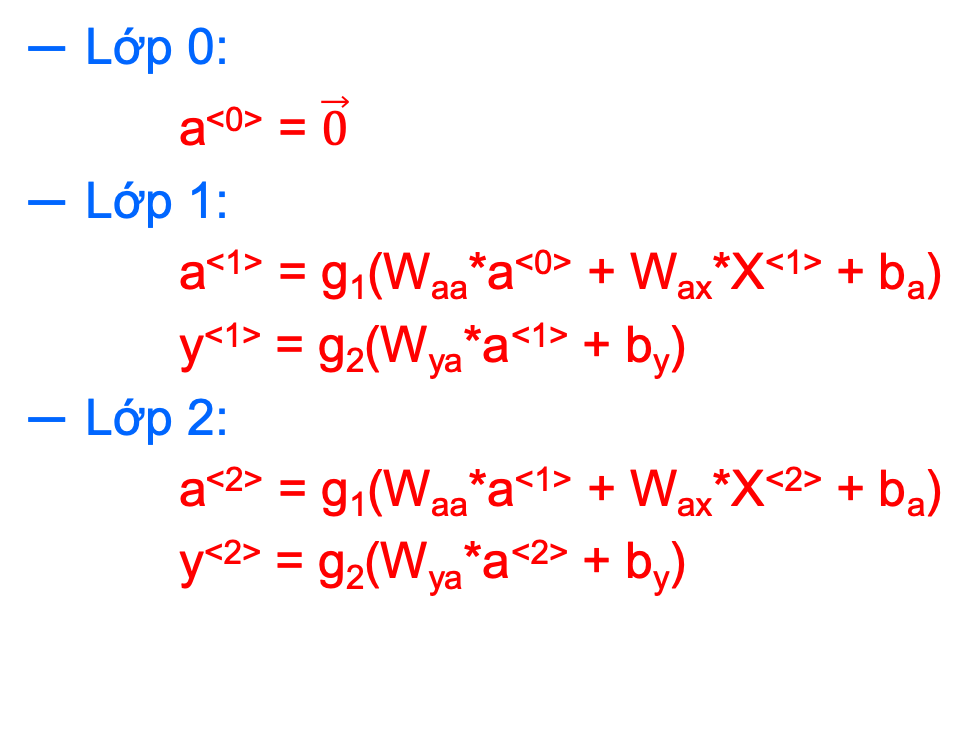 — Lớp 0:
a<0> = 0⃗
— Lớp 1:
a<1> = g1(Waa*a<0> + Wax*X<1> + ba)
y<1> = g2(Wya*a<1> + by)
— Lớp 2:
a<2> = g1(Waa*a<1> + Wax*X<2> + ba)
y<2> = g2(Wya*a<2> + by)